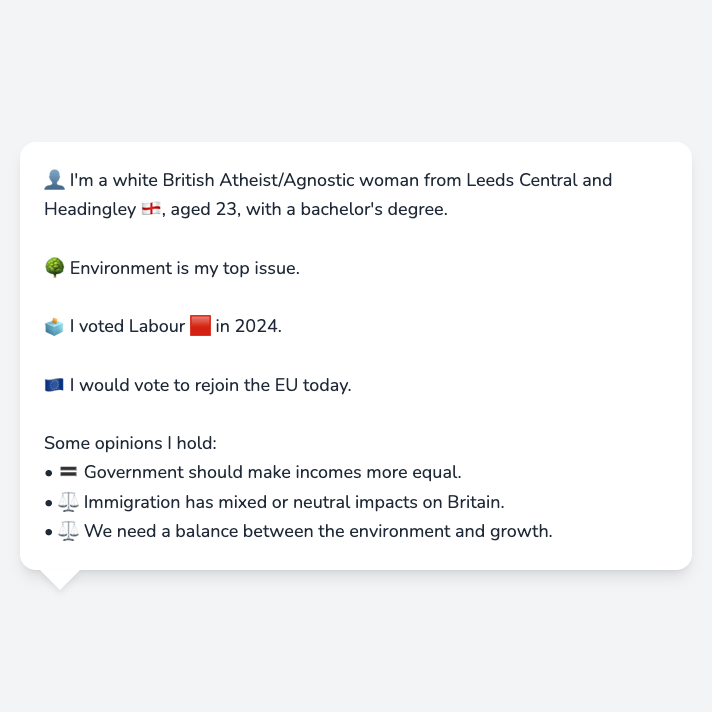 👤 I'm a white British Atheist/Agnostic woman from Leeds Central and
Headingley 🏴󠁧󠁢󠁥󠁮󠁧󠁿, aged 23, with a bachelor's degree.
🌳 Environment is my top issue.
🗳️ I voted Labour 🟥 in 2024.
🇪🇺 I would vote to rejoin the EU today.
Some opinions I hold:
• 🟰 Government should make incomes more equal.
• ⚖️ Immigration has mixed or neutral impacts on Britain.
• ⚖️ We need a balance between the environment and growth.